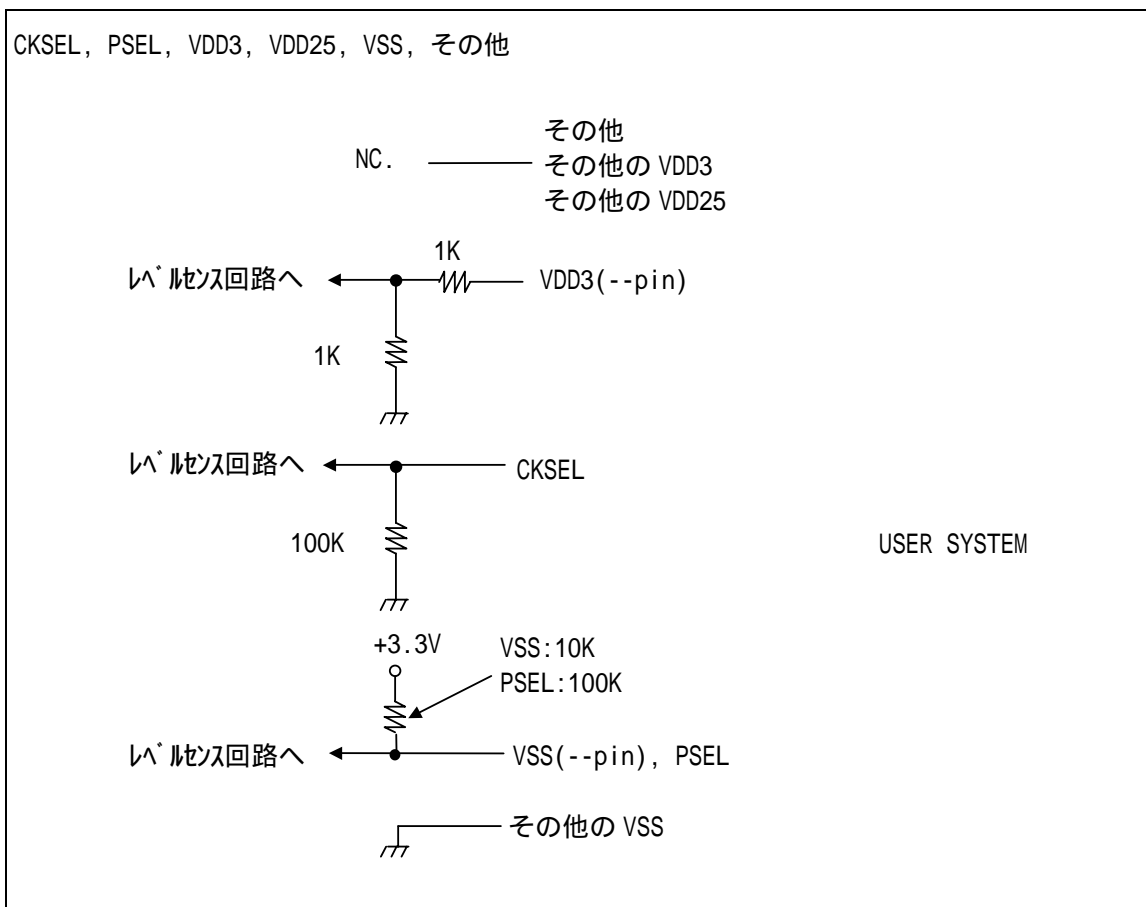 CKSEL, PSEL, VDD3, VDD25, VSS, その他
その他
NC.
その他の VDD3
その他の VDD25
1K
ﾚﾍﾞﾙｾﾝｽ回路へ
VDD3(--pin)
1K
ﾚﾍﾞﾙｾﾝｽ回路へ
CKSEL
100K
USER SYSTEM
+3.3V
VSS:10K
PSEL:100K
ﾚﾍﾞﾙｾﾝｽ回路へ
VSS(--pin), PSEL
その他の VSS